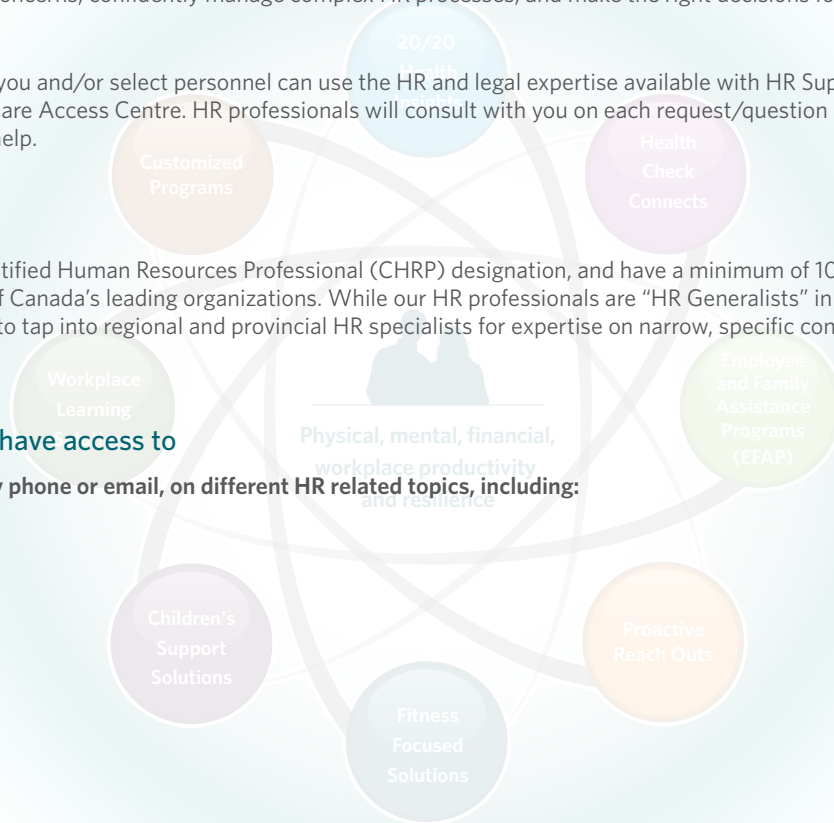 concerns, confidently manage complex HR processes, and make the right decisions fo
you and/or select personnel can use the HR and legal expertise available with HR Sup
are Access Centre. HR professionals will consult with you on each request/question
help.
tified Human Resources Professional (CHRP) designation, and have a minimum of 10
f Canada's leading organizations. While our HR professionals are “HR Generalists” in
to tap into regional and provincial HR specialists for expertise on narrow, specific con
have access to
y phone or email, on different HR related topics, including:
20/20
Health
Insights
Customized
Programs
Health
Check
Connects
Workplace
Learning
Employee
and Family
Assistance
Programs
(EFAP)
Physical, mental, financial,
workplace productivity
and resilience
Children's
Support
Solutions
Proactive
Reach Outs
Fitness
Focused
Solutions